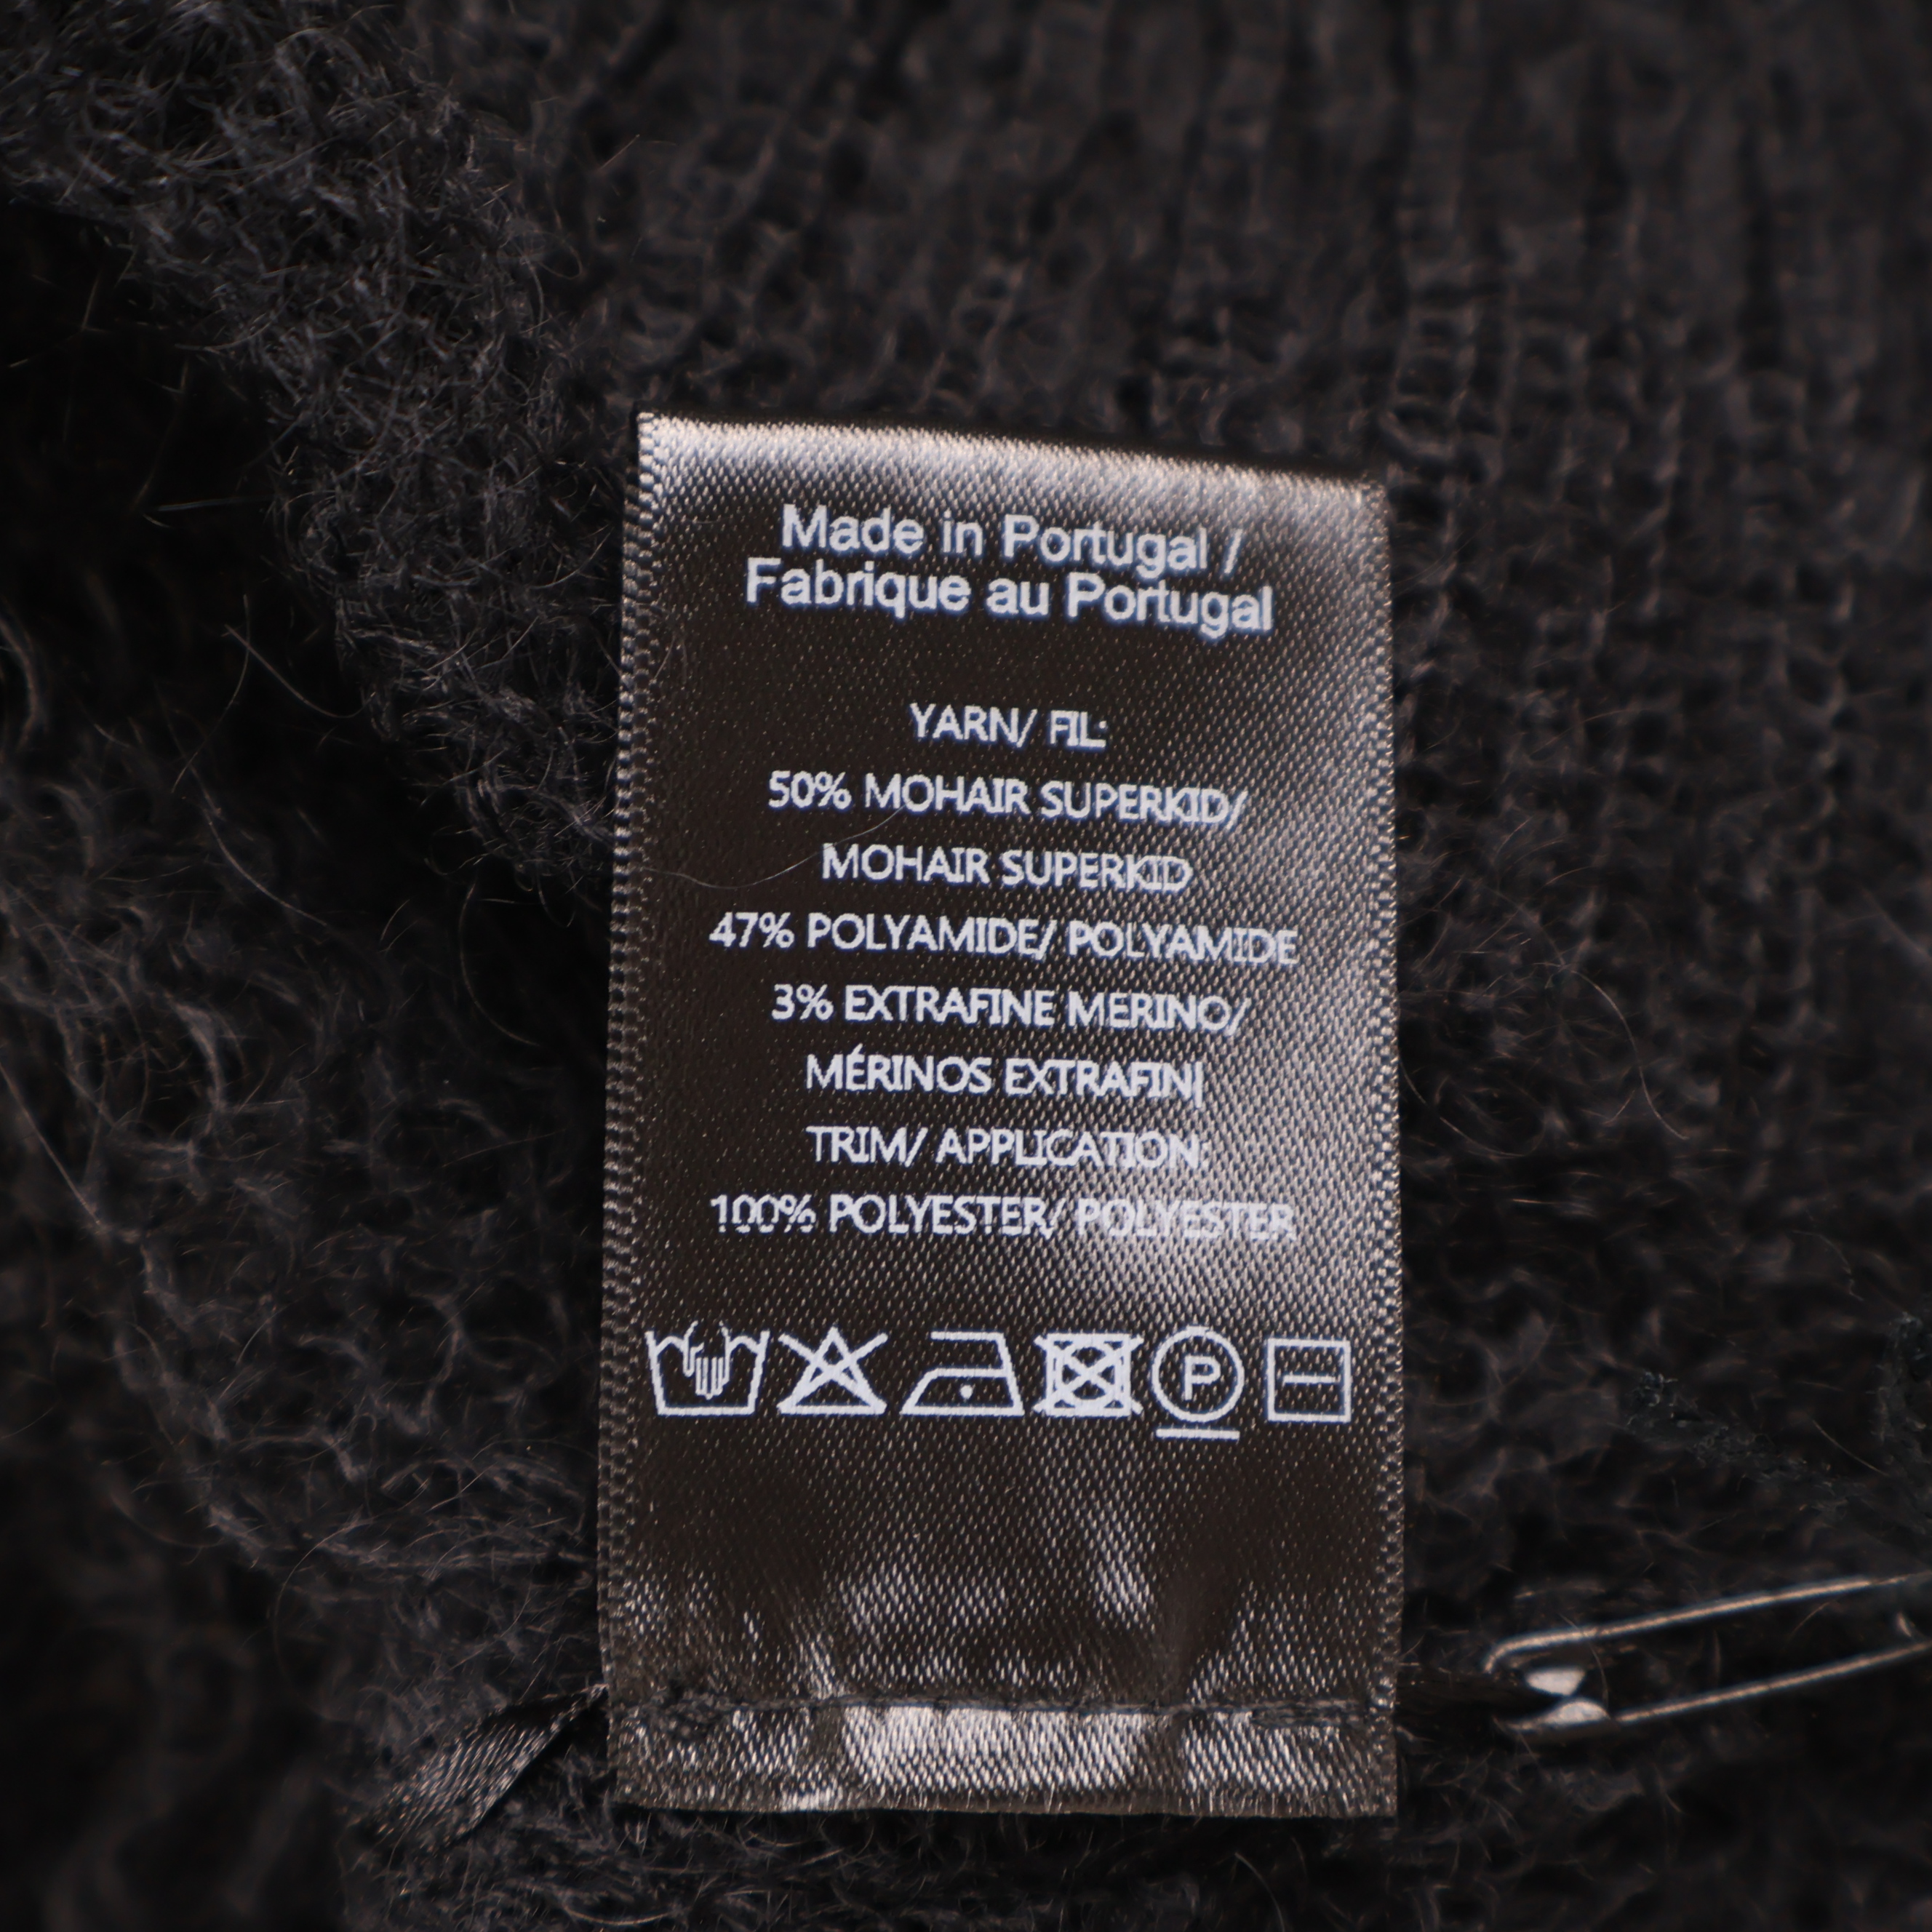 Made in Portugal /
Fabrique au Portugal
YARN/ FIL:
50% MOHAIR SUPERKID/
MOHAIR SUPERKID
47% POLYAMIDE/ POLYAMIDE
3% EXTRAFINE MERINO/
MÉRINOS EXTRAFIN|
TRIM/ APPLICATION:
100% POLYESTER/ POLYESTER
P